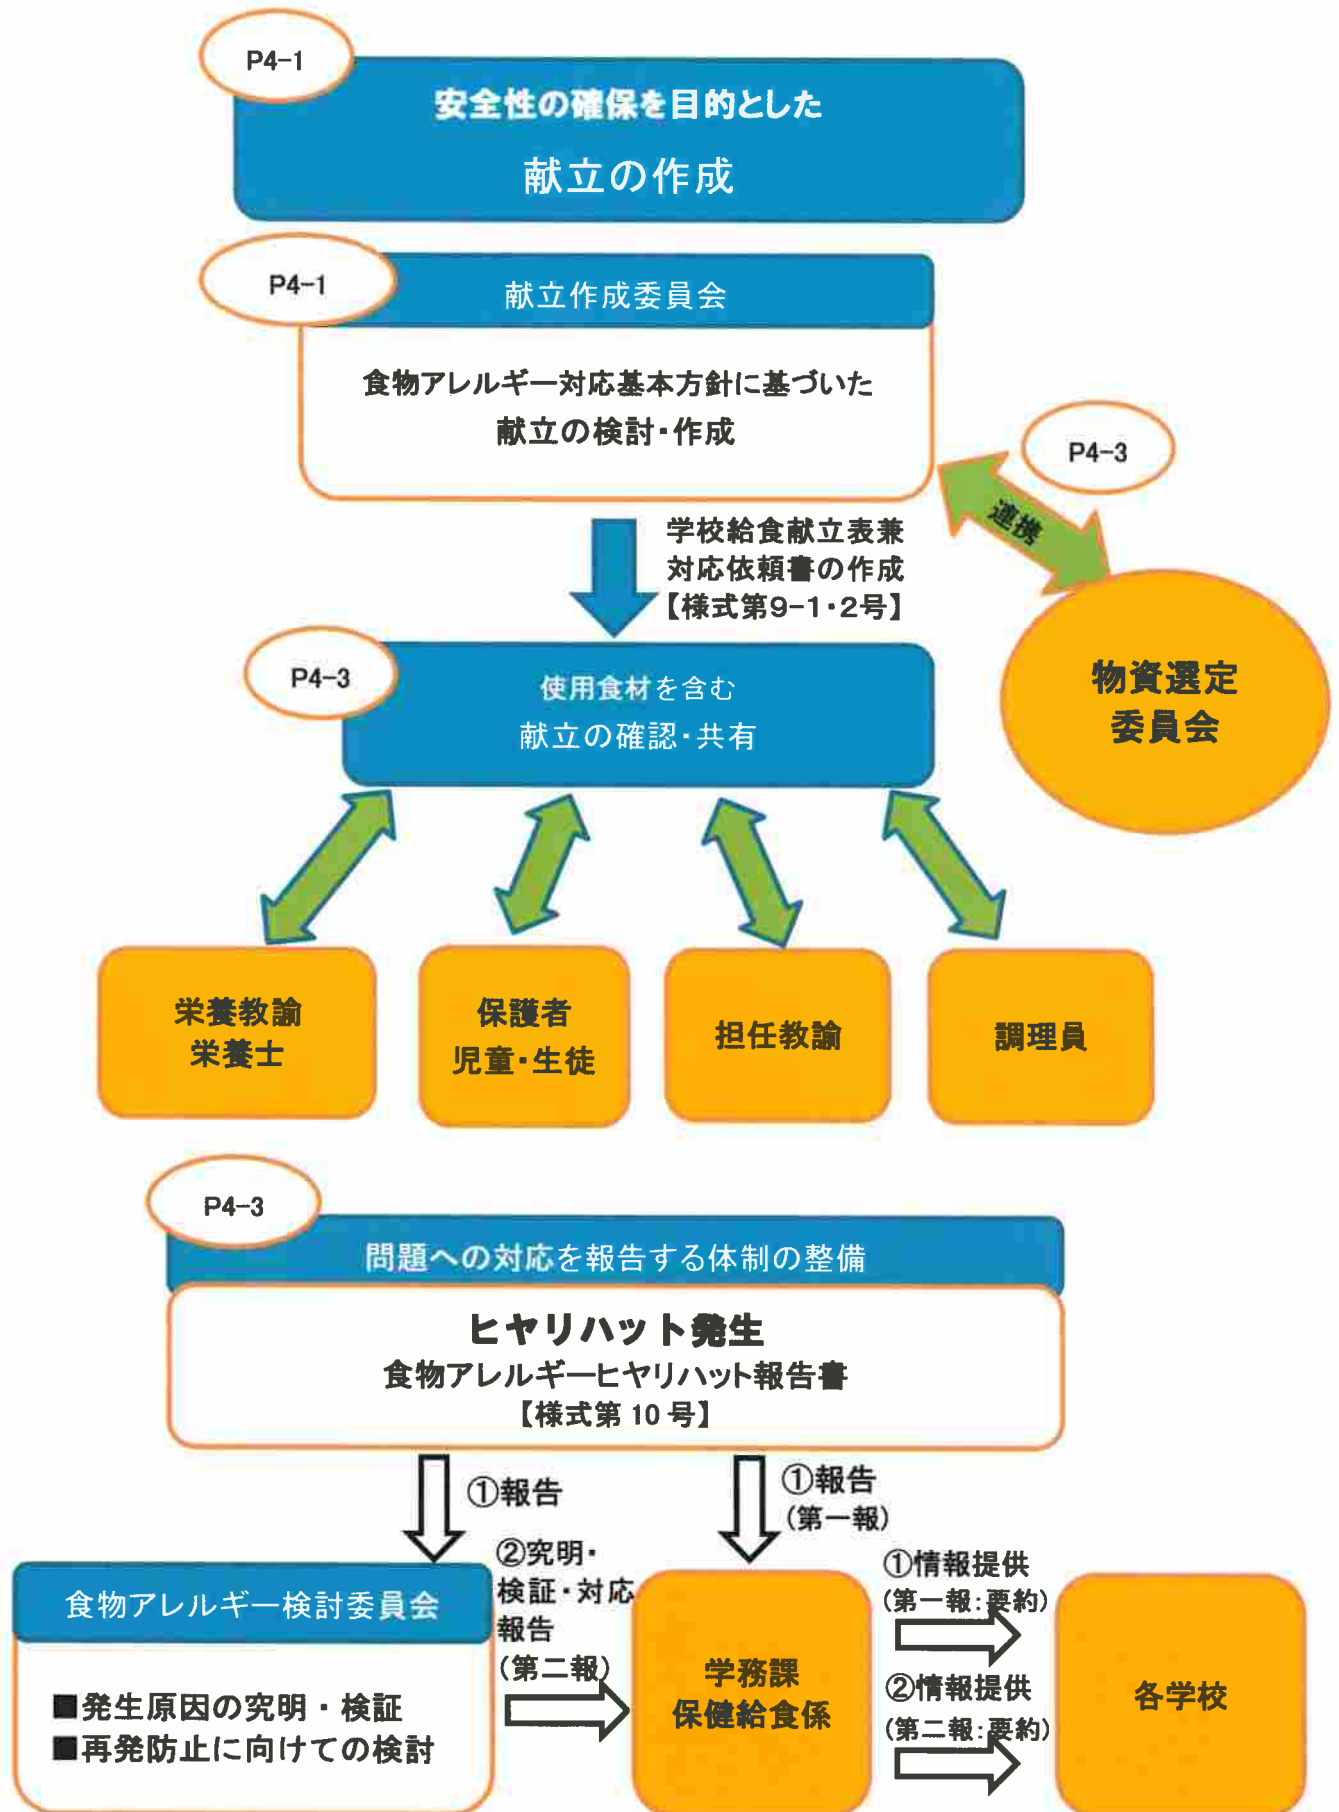 P4-1
安全性の確保を目的とした
献立の作成
P4-1
献立作成委員会
食物アレルギー対応基本方針に基づいた
献立の検討・作成
P4-3
連携
学校給食献立表兼
対応依頼書の作成
【様式第9-1・2号】
物資選定
委員会
P4-3
使用食材を含む
献立の確認・共有
栄養教諭
栄養士
保護者
児童・生徒
担任教諭
調理員
P4-3
問題への対応を報告する体制の整備
ヒヤリハット発生
食物アレルギーヒヤリハット報告書
【様式第 10 号】
①報告
①報告
(第一報)
食物アレルギー検討委員会
■発生原因の究明・検証
■再発防止に向けての検討
②究明・
検証・対応
報告
(第二報)
学務課
保健給食係
①情報提供
(第一報:要約)
②情報提供
(第二報:要約)
各学校